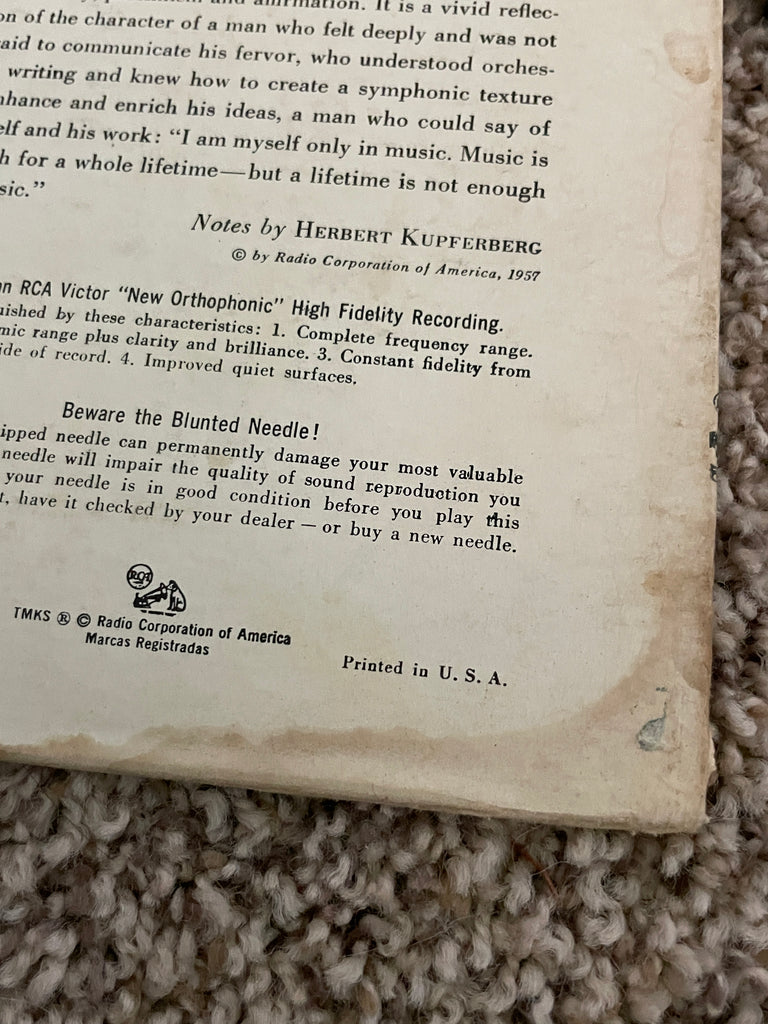 affirmation. It is a vivid reflec-
on of the character of a man who felt deeply and was not
aid to communicate his fervor, who understood orches-
writing and knew how to create a symphonic texture
nhance and enrich his ideas, a man who could say of
elf and his work: “I am myself only in music. Music is
h for a whole lifetime—but a lifetime is not enough
sic.”
Notes by HERBERT KUPFERBERG
© by Radio Corporation of America, 1957
an RCA Victor “New Orthophonic” High Fidelity Recording.
uished by these characteristics: 1. Complete frequency range.
mic range plus clarity and brilliance. 3. Constant fidelity from
ide of record. 4. Improved quiet surfaces.
Beware the Blunted Needle!
ipped needle can permanently damage your most valuable
needle will impair the quality of sound reproduction you
your needle is in good condition before you play this
t, have it checked by your dealer — or buy a new needle.
RCA
TMKS ® © Radio Corporation of America
Marcas Registradas
Printed in U. S. A.